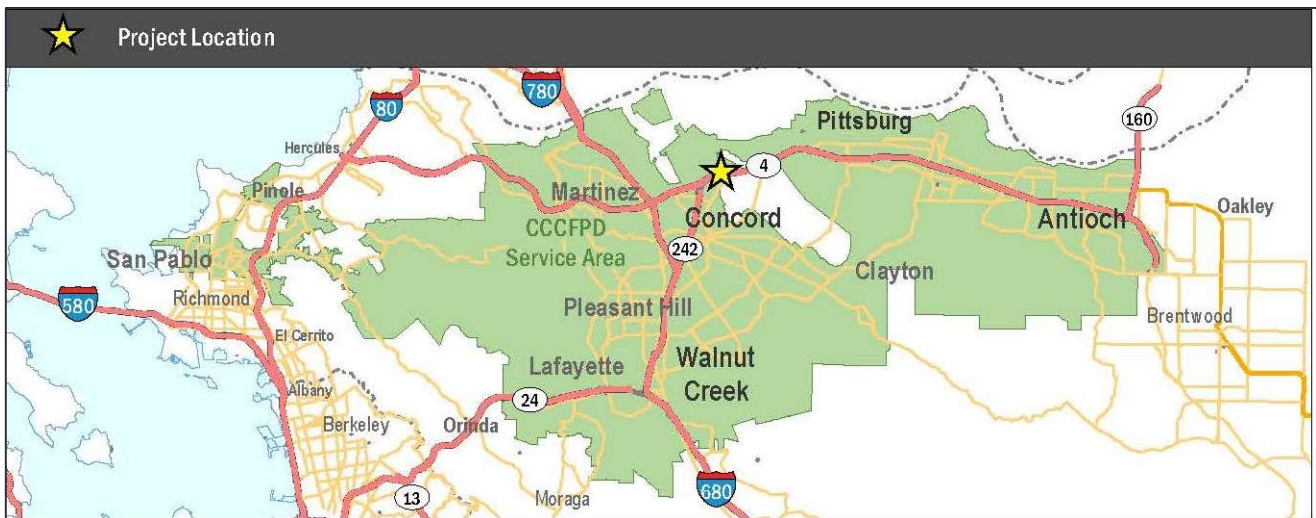 Project Location
780
80
160
Pittsburg
Hercules
4
Pinole
Martinez
Oakley
Concord
Antioch
CCCFPD
Service Area
242
San Pablo
Clayton
Richmond
580
Pleasant Hill
Brentwood
El Cerrito
Walnut
Creek
Lafayette
Albany
24
Berkeley
Orinda
680
13
Moraga